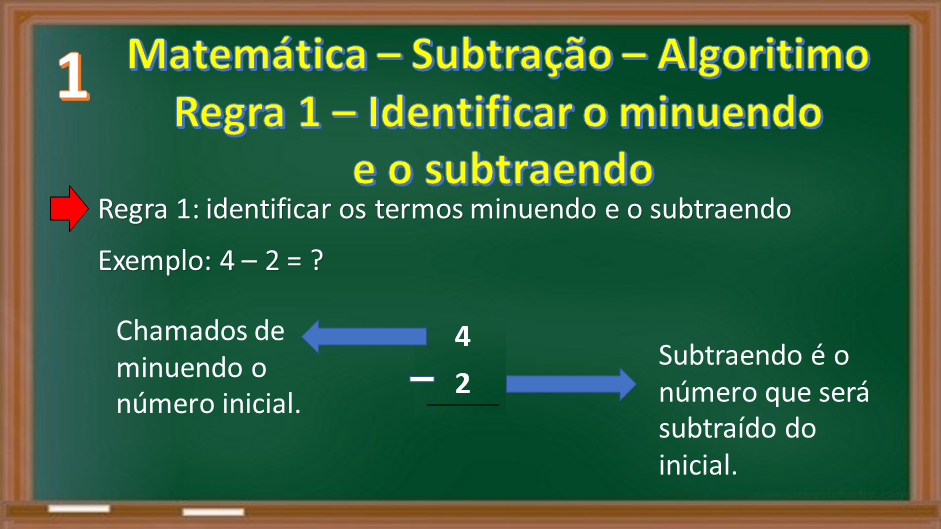 1
Matemática – Subtração – Algoritimo
Regra 1 – Identificar o minuendo
e o subtraendo
Regra 1: identificar os termos minuendo e o subtraendo
Exemplo: 4 – 2 = ?
Chamados de
minuendo o
número inicial.
4
– 2
Subtraendo é o
número que será
subtraído do
inicial.